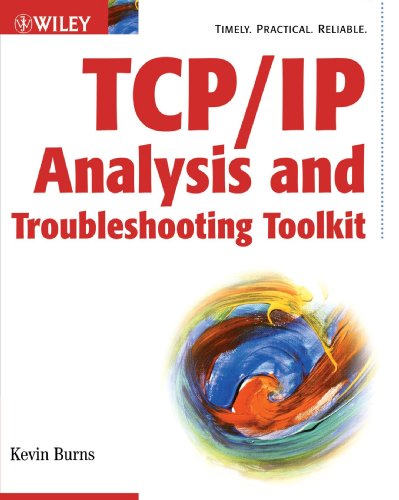 WILEY
TIMELY. PRACTICAL. RELIABLE.
TCP/IP
Analysis and
Troubleshooting Toolkit
Kevin Burns